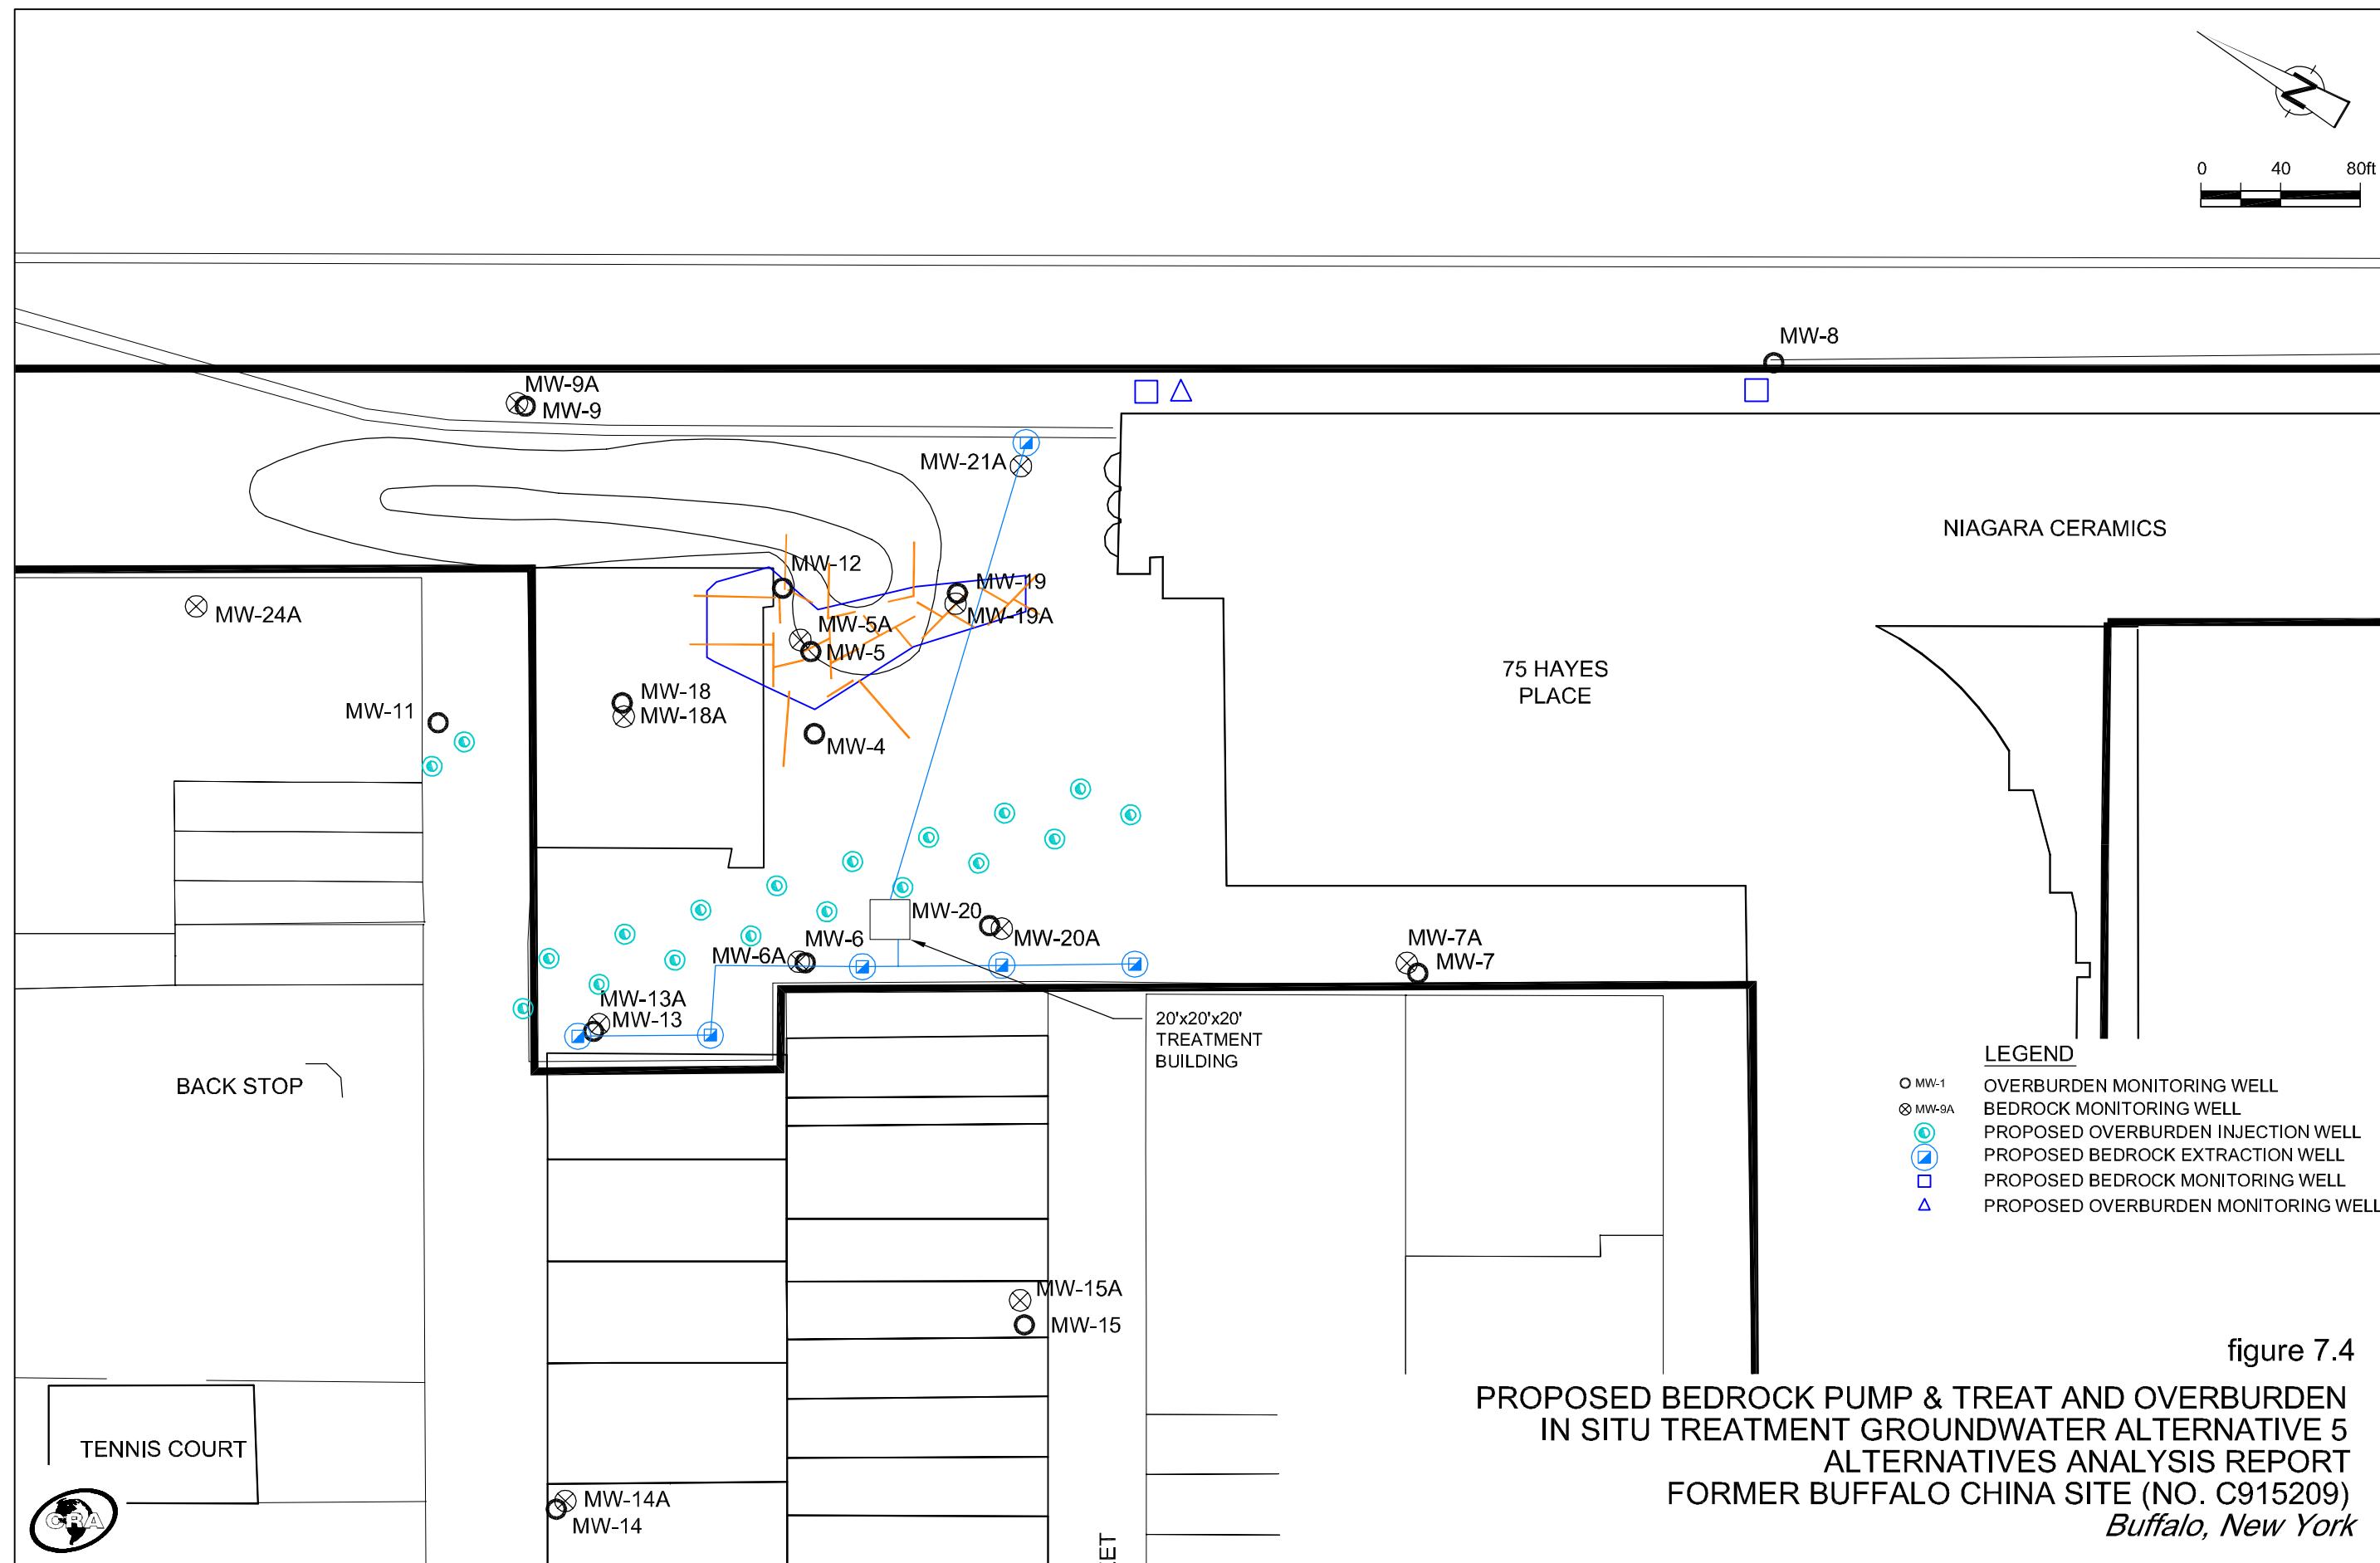 N
0 40 80ft
MW-8
MW-9A
MW-9
MW-21A
NIAGARA CERAMICS
MW-12
MW-19
MW-19A
MW-24A
MW-5A
MW-5
75 HAYES
PLACE
MW-18
MW-18A
MW-11
MW-4
MW-20
MW-20A
MW-6
MW-6A
MW-7A
MW-7
MW-13A
MW-13
20'x20'x20'
TREATMENT
BUILDING
BACK STOP
LEGEND
MW-1 OVERBURDEN MONITORING WELL
MW-9A BEDROCK MONITORING WELL
PROPOSED OVERBURDEN INJECTION WELL
PROPOSED BEDROCK EXTRACTION WELL
PROPOSED BEDROCK MONITORING WELL
PROPOSED OVERBURDEN MONITORING WELL
MW-15A
MW-15
figure 7.4
PROPOSED BEDROCK PUMP & TREAT AND OVERBURDEN
IN SITU TREATMENT GROUNDWATER ALTERNATIVE 5
ALTERNATIVES ANALYSIS REPORT
FORMER BUFFALO CHINA SITE (NO. C915209)
Buffalo, New York
TENNIS COURT
CRA
MW-14A
MW-14
EET